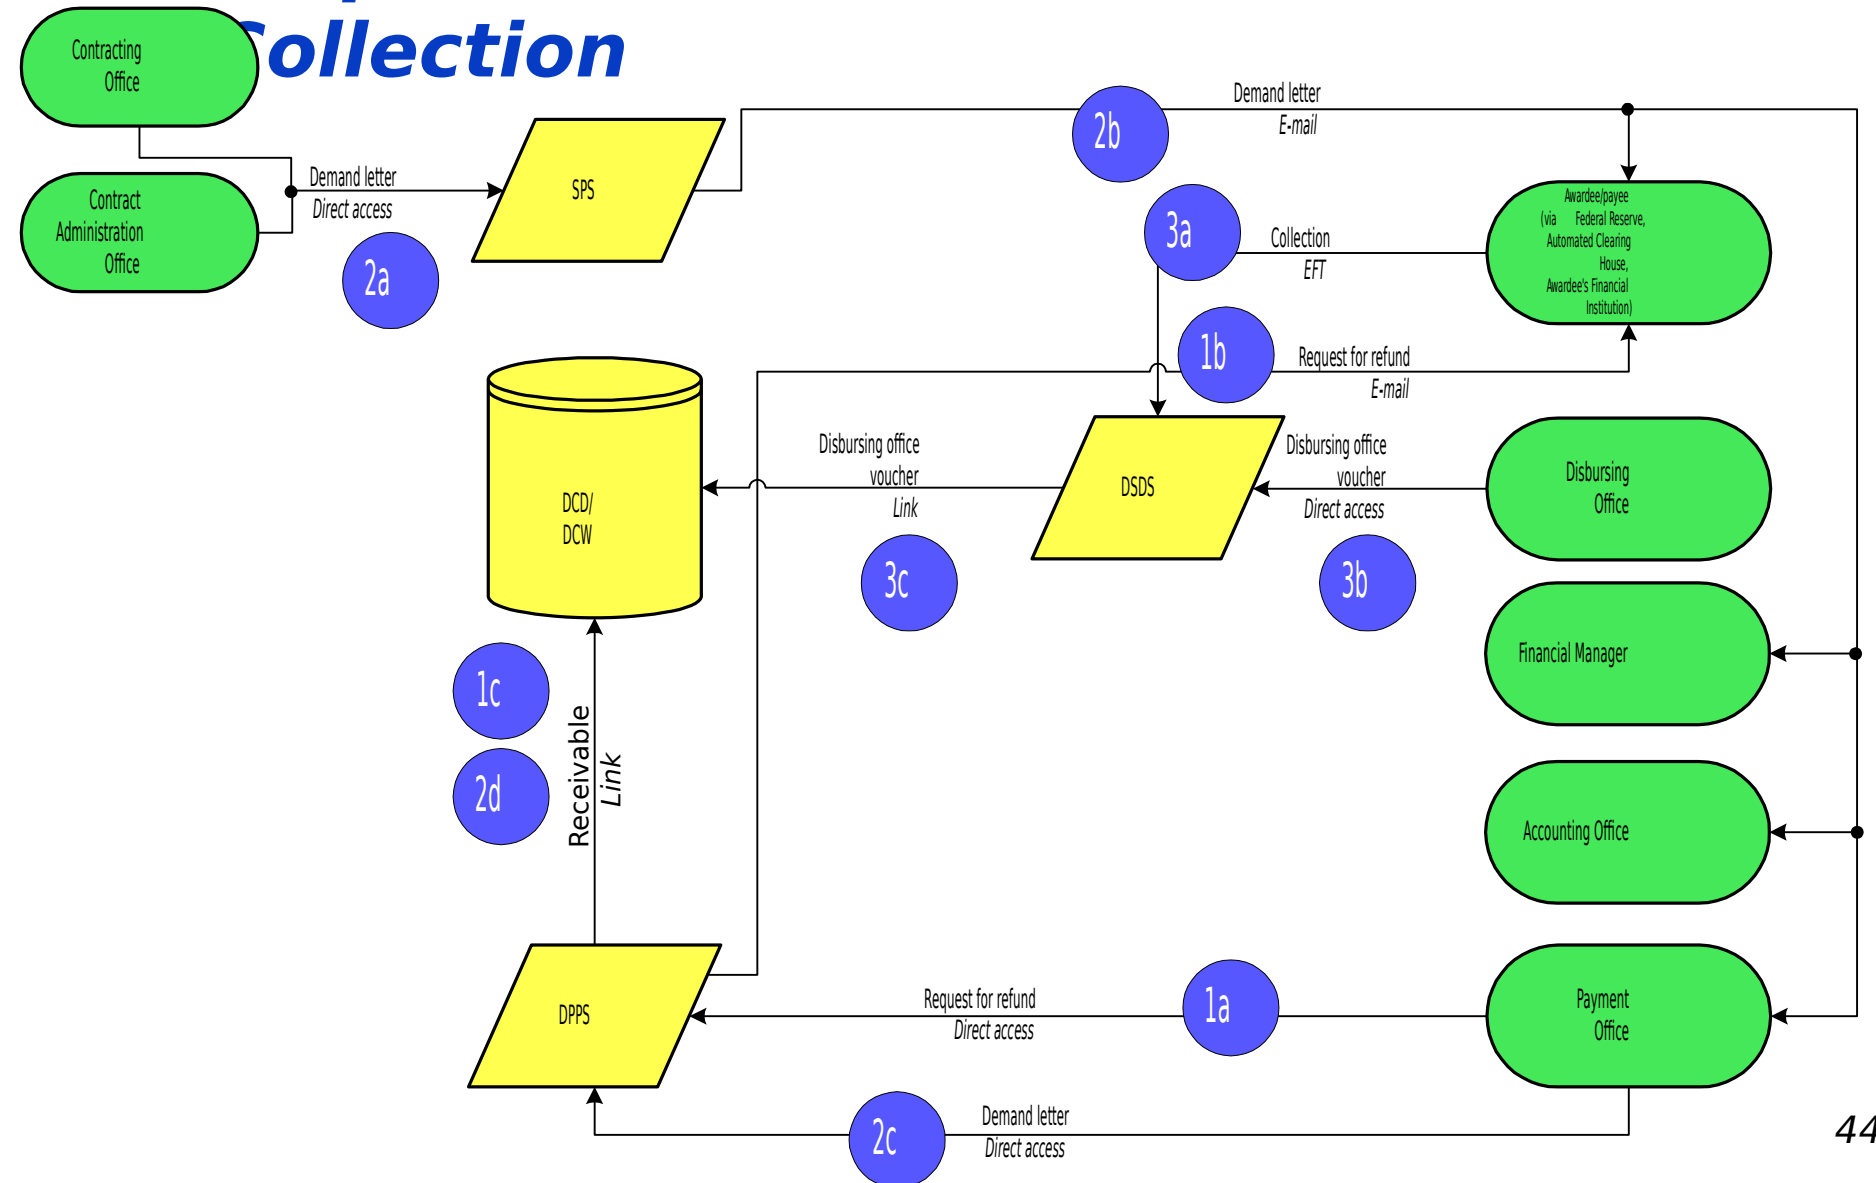 Collection
Contracting
Office
Contract
Administration
Office
Demand letter
Direct access
2a
SPS
2b
Demand letter
E-mail
3a
Collection
EFT
Awardee/payee
(via Federal Reserve,
Automated Clearing
House,
Awardee's Financial
Institution)
1b
Request for refund
E-mail
DCD/
DCW
Disbursing office
voucher
Link
3c
DSDS
Disbursing office
voucher
Direct access
3b
Disbursing
Office
Financial Manager
1c
2d
Receivable
Link
Accounting Office
DPPS
Request for refund
Direct access
1a
Payment
Office
2c
Demand letter
Direct access
44